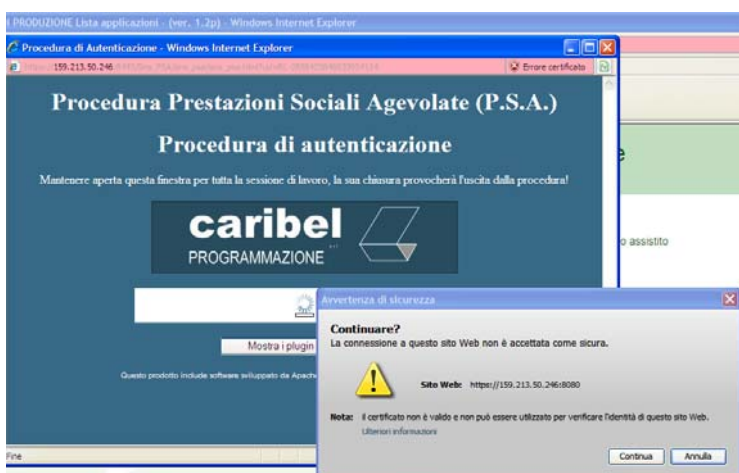 I PRODUZIONE Lista applicazioni - (ver. 1.2p) - Windows Internet Explorer
Procedura di Autenticazione - Windows Internet Explorer
159.213.50.246
Errore certificato
Procedura Prestazioni Sociali Agevolate (P.S.A.)
Procedura di autenticazione
Mantenere aperta questa finestra per tutta la sessione di lavoro, la sua chiusura provocherà l'uscita dalla procedura!
caribel
PROGRAMMAZIONE
o assistito
Mostra i plugin
Questo prodotto include software sviluppato da Apache
Fine
Avvertenza di sicurezza
Continuare?
La connessione a questo sito Web non è accettata come sicura.
Sito Web: https://159.213.50.246:8080
Nota: il certificato non è valido e non può essere utilizzato per verificare l'identità di questo sito Web.
Ulteriori informazioni
Continua
Annulla